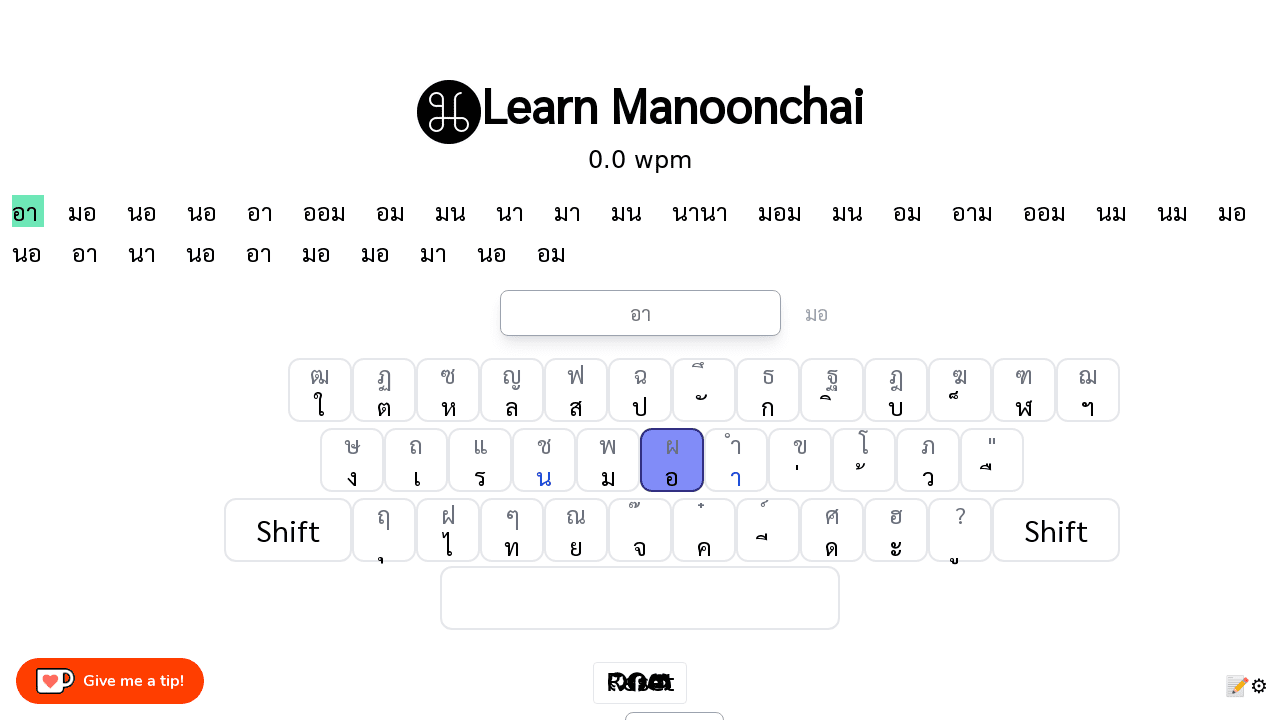 Learn Manoonchai
0.0 wpm
อา มอ นอ นอ อา ออม อม มน นา มา มน นานา มอม มน อม อาม ออม นม นม มอ
นอ อา นา นอ อา มอ มอ มา นอ อม
อา มอ
ฒ ฏ ซ ญ ฟ ฉ ึ ธ ฐ ฎ ฆ ฑ ฌ
ใ ต ห ล ส ป ั ก ิ บ ็ ฬ ฯ
ษ ถ แ ช พ ผ ำ ข โ ภ "
ง เ ร น ม อ า ่ ้ ว ื
Shift ฤ ฝ ๆ ณ ๊ ๋ ์ ศ ฮ ? Shift
ุ ไ ท ย จ ค ี ด ะ ู
Give me a tip!